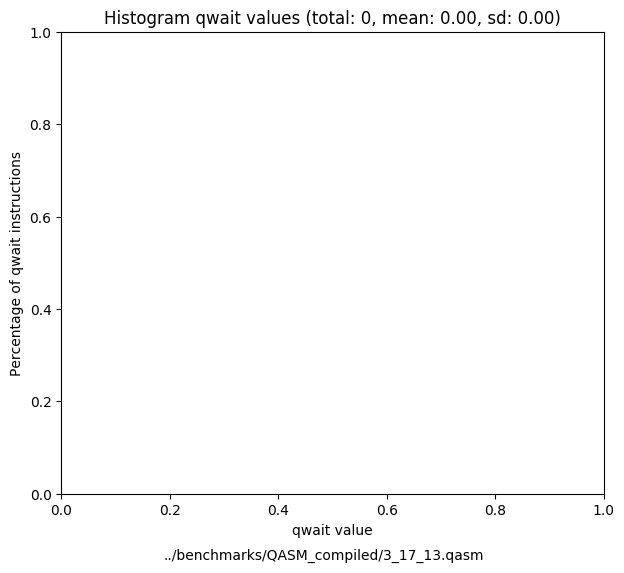 Histogram qwait values (total: 0, mean: 0.00, sd: 0.00)
Percentage of qwait instructions
1.0
0.8
0.6
0.4
0.2
0.0
0.0 0.2 0.4 0.6 0.8 1.0
qwait value
../benchmarks/QASM_compiled/3_17_13.qasm